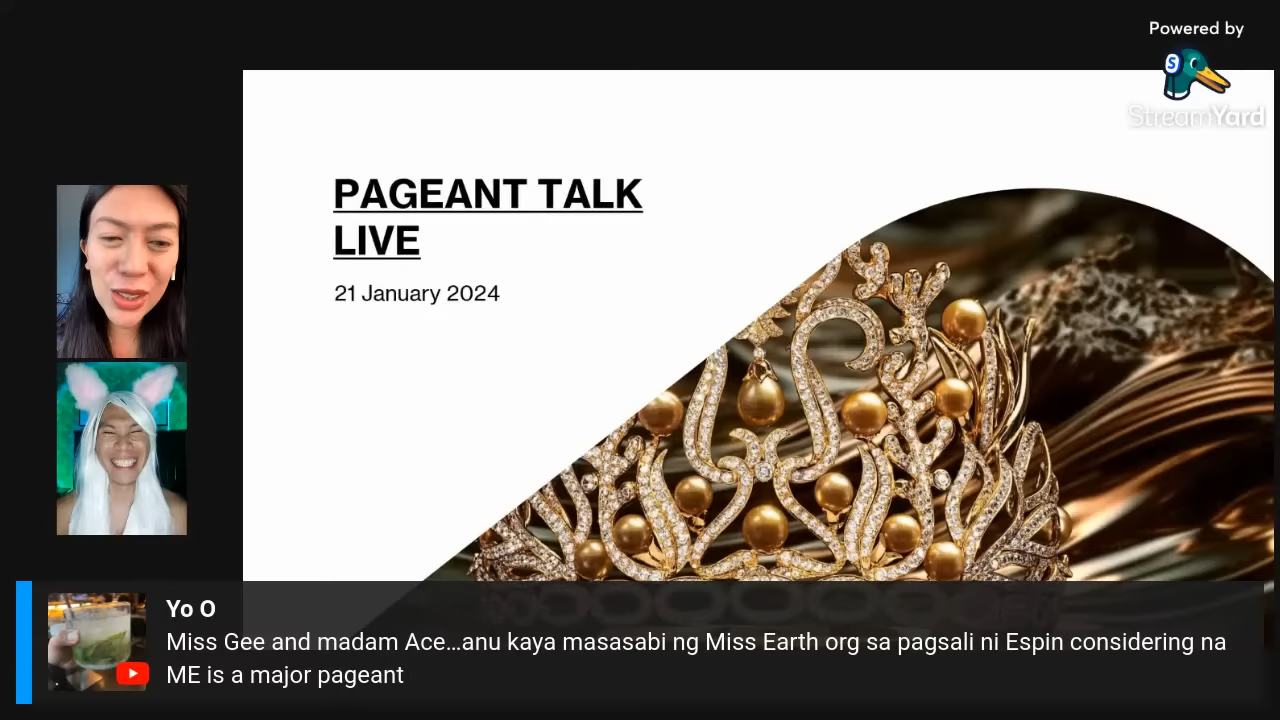 Powered by
S
StreamYard
PAGEANT TALK
LIVE
21 January 2024
Yo O
Miss Gee and madam Ace...anu kaya masasabi ng Miss Earth org sa pagsali ni Espin considering na
ME is a major pageant